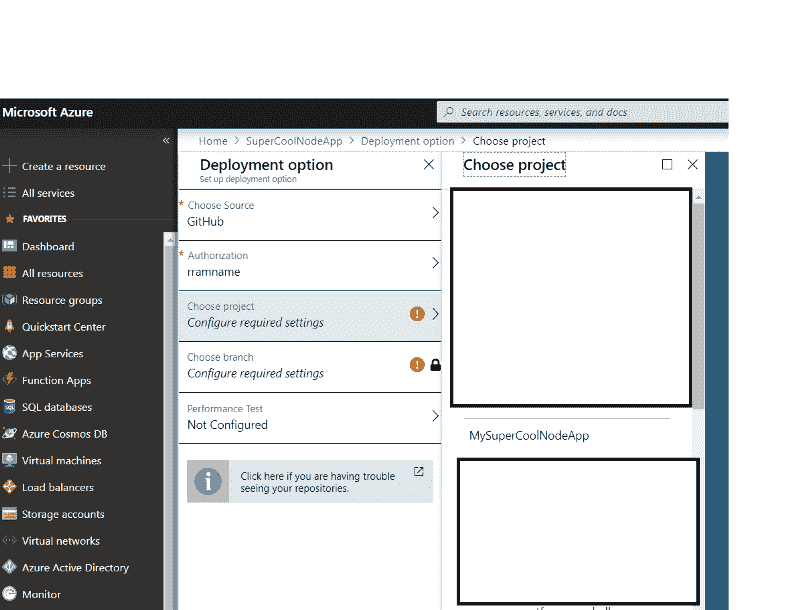 Microsoft Azure
Search resources, services, and docs
«
Home > SuperCoolNodeApp > Deployment option > Choose project
Create a resource
All services
FAVORITES
Dashboard
All resources
Resource groups
Quickstart Center
App Services
Function Apps
SQL databases
Azure Cosmos DB
Virtual machines
Load balancers
Storage accounts
Virtual networks
Azure Active Directory
Monitor
Deployment option
Set up deployment option
* Choose Source
GitHub
* Authorization
rramname
Choose project
Configure required settings
Choose branch
Configure required settings
Performance Test
Not Configured
Click here if you are having trouble
seeing your repositories.
Choose project
MySuperCoolNodeApp